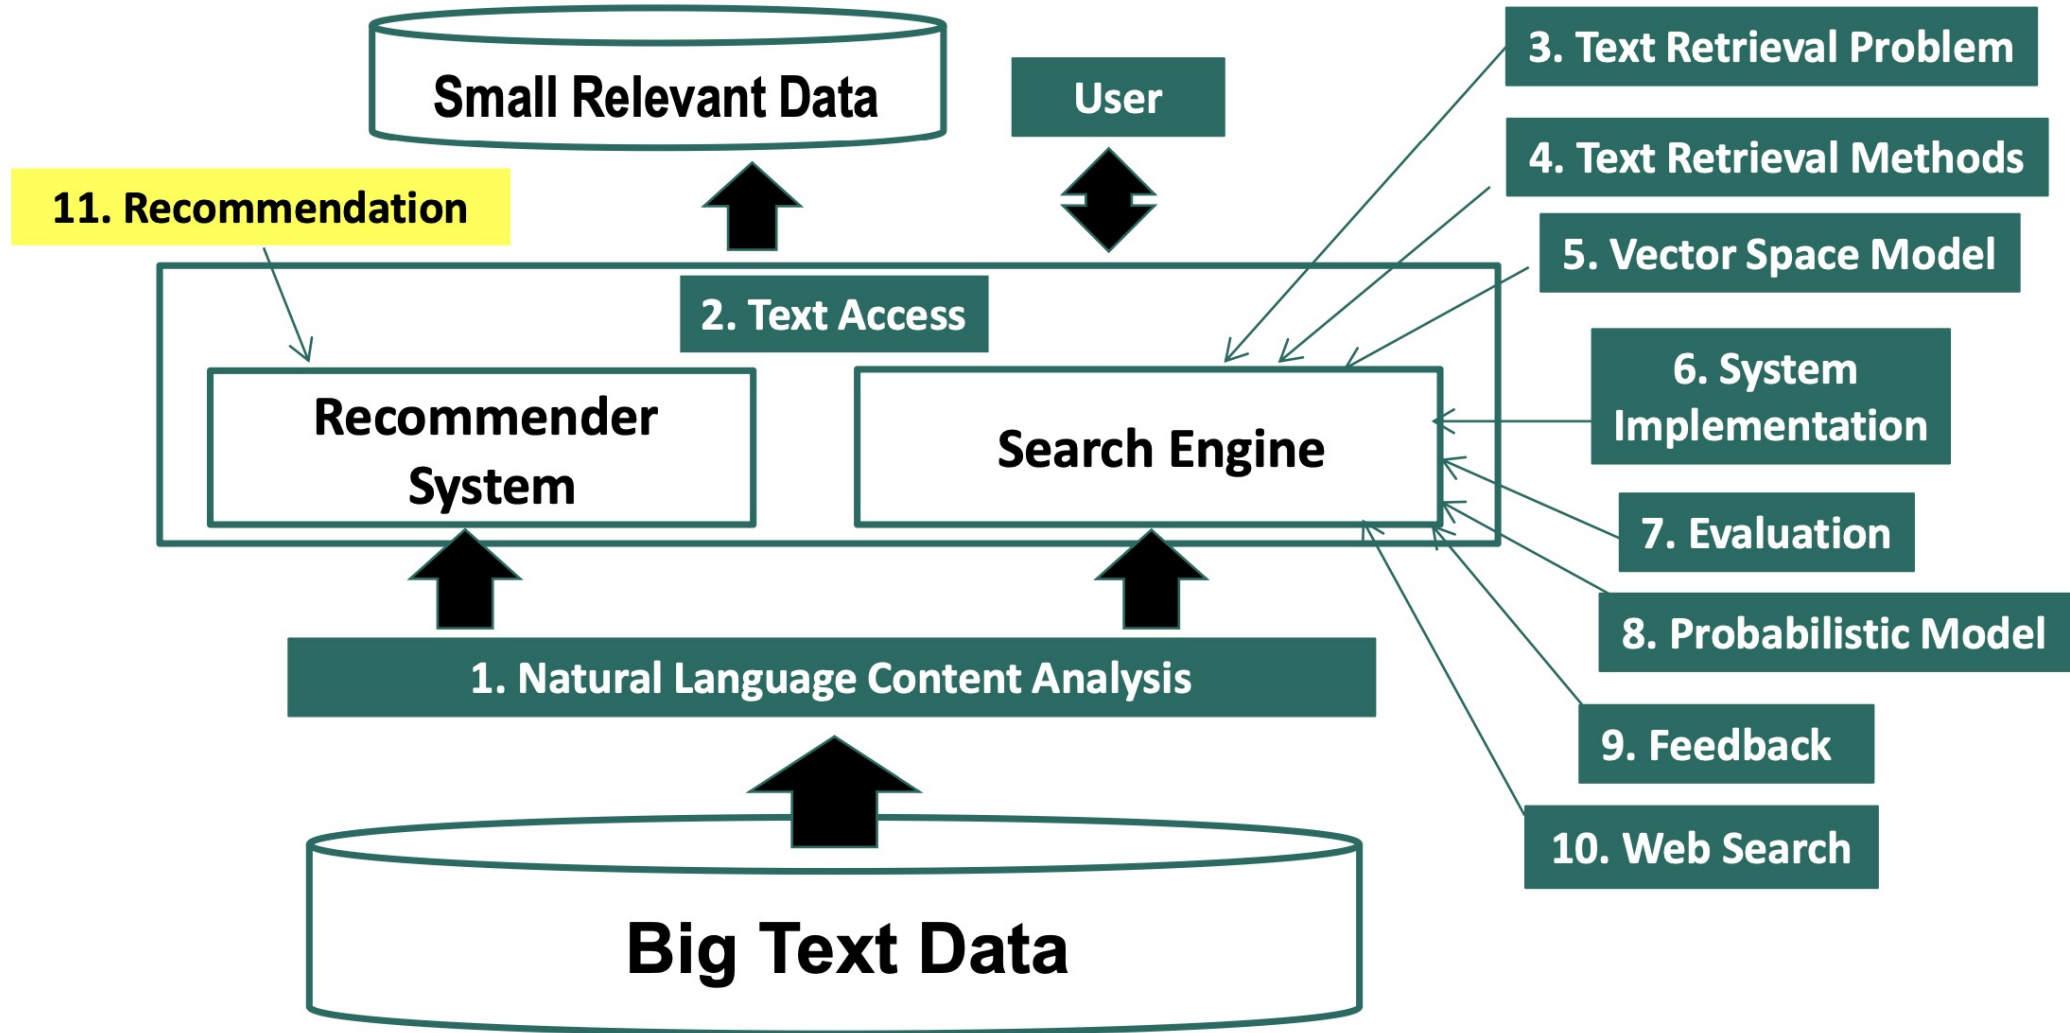 Small Relevant Data
User
3. Text Retrieval Problem
4. Text Retrieval Methods
11. Recommendation
5. Vector Space Model
2. Text Access
Recommender
System
Search Engine
6. System
Implementation
7. Evaluation
8. Probabilistic Model
1. Natural Language Content Analysis
9. Feedback
10. Web Search
Big Text Data